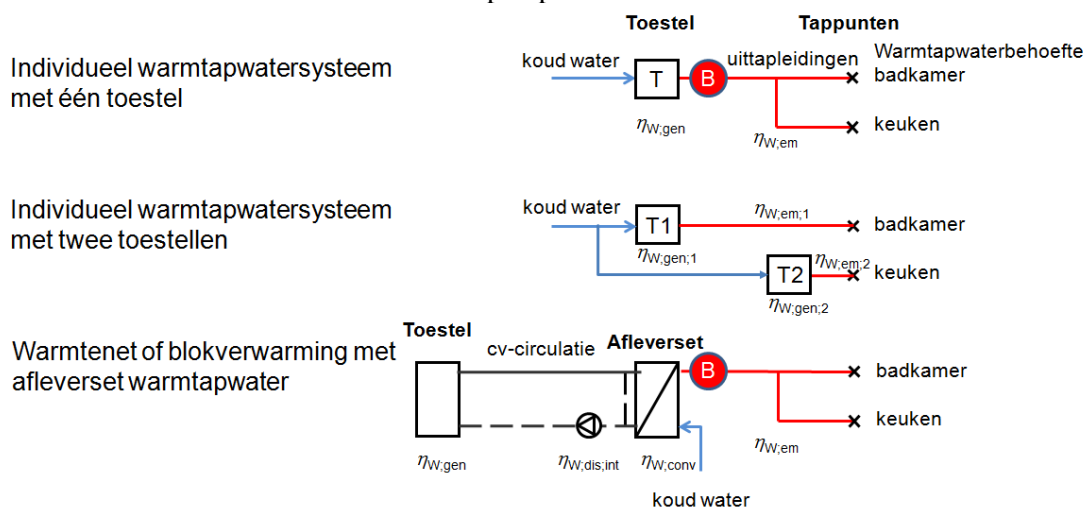 Toestel
Tappunten
Individueel warmtapwatersysteem
met één toestel
koud water
T
B
uittapleidingen
Warmtapwaterbehoefte
badkamer
keuken
ηW;gen
ηW;em
Individueel warmtapwatersysteem
met twee toestellen
koud water
T1
ηW;em;1
badkamer
ηW;gen;1
T2
ηW;em;2
keuken
ηW;gen;2
Warmtenet of blokverwarming met
afleverset warmtapwater
Toestel
cv-circulatie
Afleverset
B
badkamer
keuken
ηW;gen
ηW;dis;int
ηW;conv
ηW;em
koud water